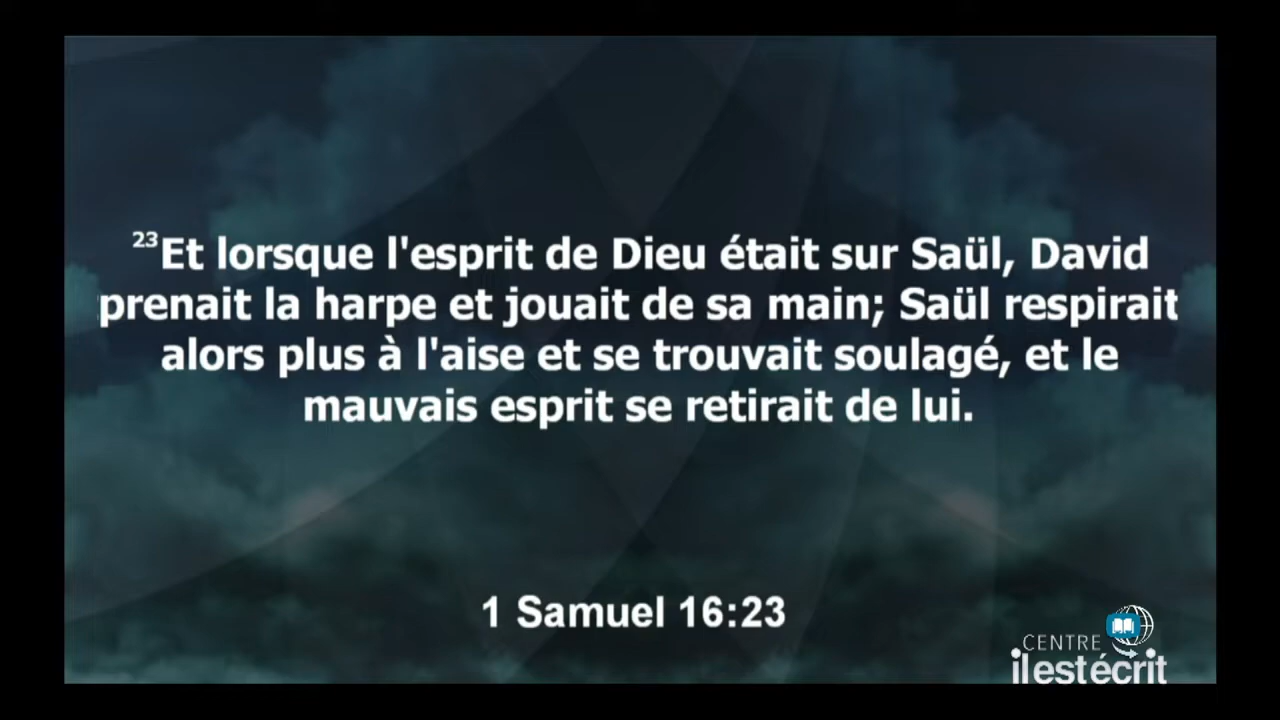 23Et lorsque l'esprit de Dieu était sur Saül, David
prenait la harpe et jouait de sa main; Saül respirait
alors plus à l'aise et se trouvait soulagé, et le
mauvais esprit se retirait de lui.
1 Samuel 16:23
CENTRE
ilestécrit